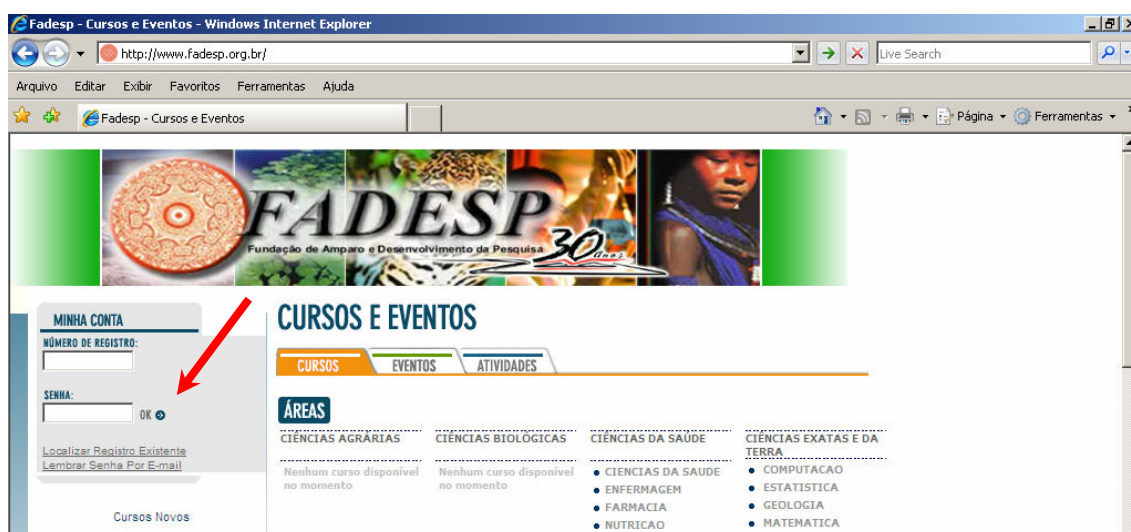 Fadesp - Cursos e Eventos - Windows Internet Explorer
http://www.fadesp.org.br/
Live Search
Arquivo Editar Exibir Favoritos Ferramentas Ajuda
Fadesp - Cursos e Eventos
Página
Ferramentas
FADESP
Fundação de Amparo e Desenvolvimento da Pesquisa
30 anos
MINHA CONTA
NÚMERO DE REGISTRO:
SENHA:
OK
Localizar Registro Existente
Lembrar Senha Por E-mail
Cursos Novos
CURSOS E EVENTOS
CURSOS EVENTOS ATIVIDADES
ÁREAS
CIÊNCIAS AGRÁRIAS
Nenhum curso disponível
no momento
CIÊNCIAS BIOLÓGICAS
Nenhum curso disponível
no momento
CIÊNCIAS DA SAÚDE
CIENCIAS DA SAUDE
ENFERMAGEM
FARMACIA
NUTRICAO
CIÊNCIAS EXATAS E DA
TERRA
COMPUTACAO
ESTATISTICA
GEOLOGIA
MATEMATICA